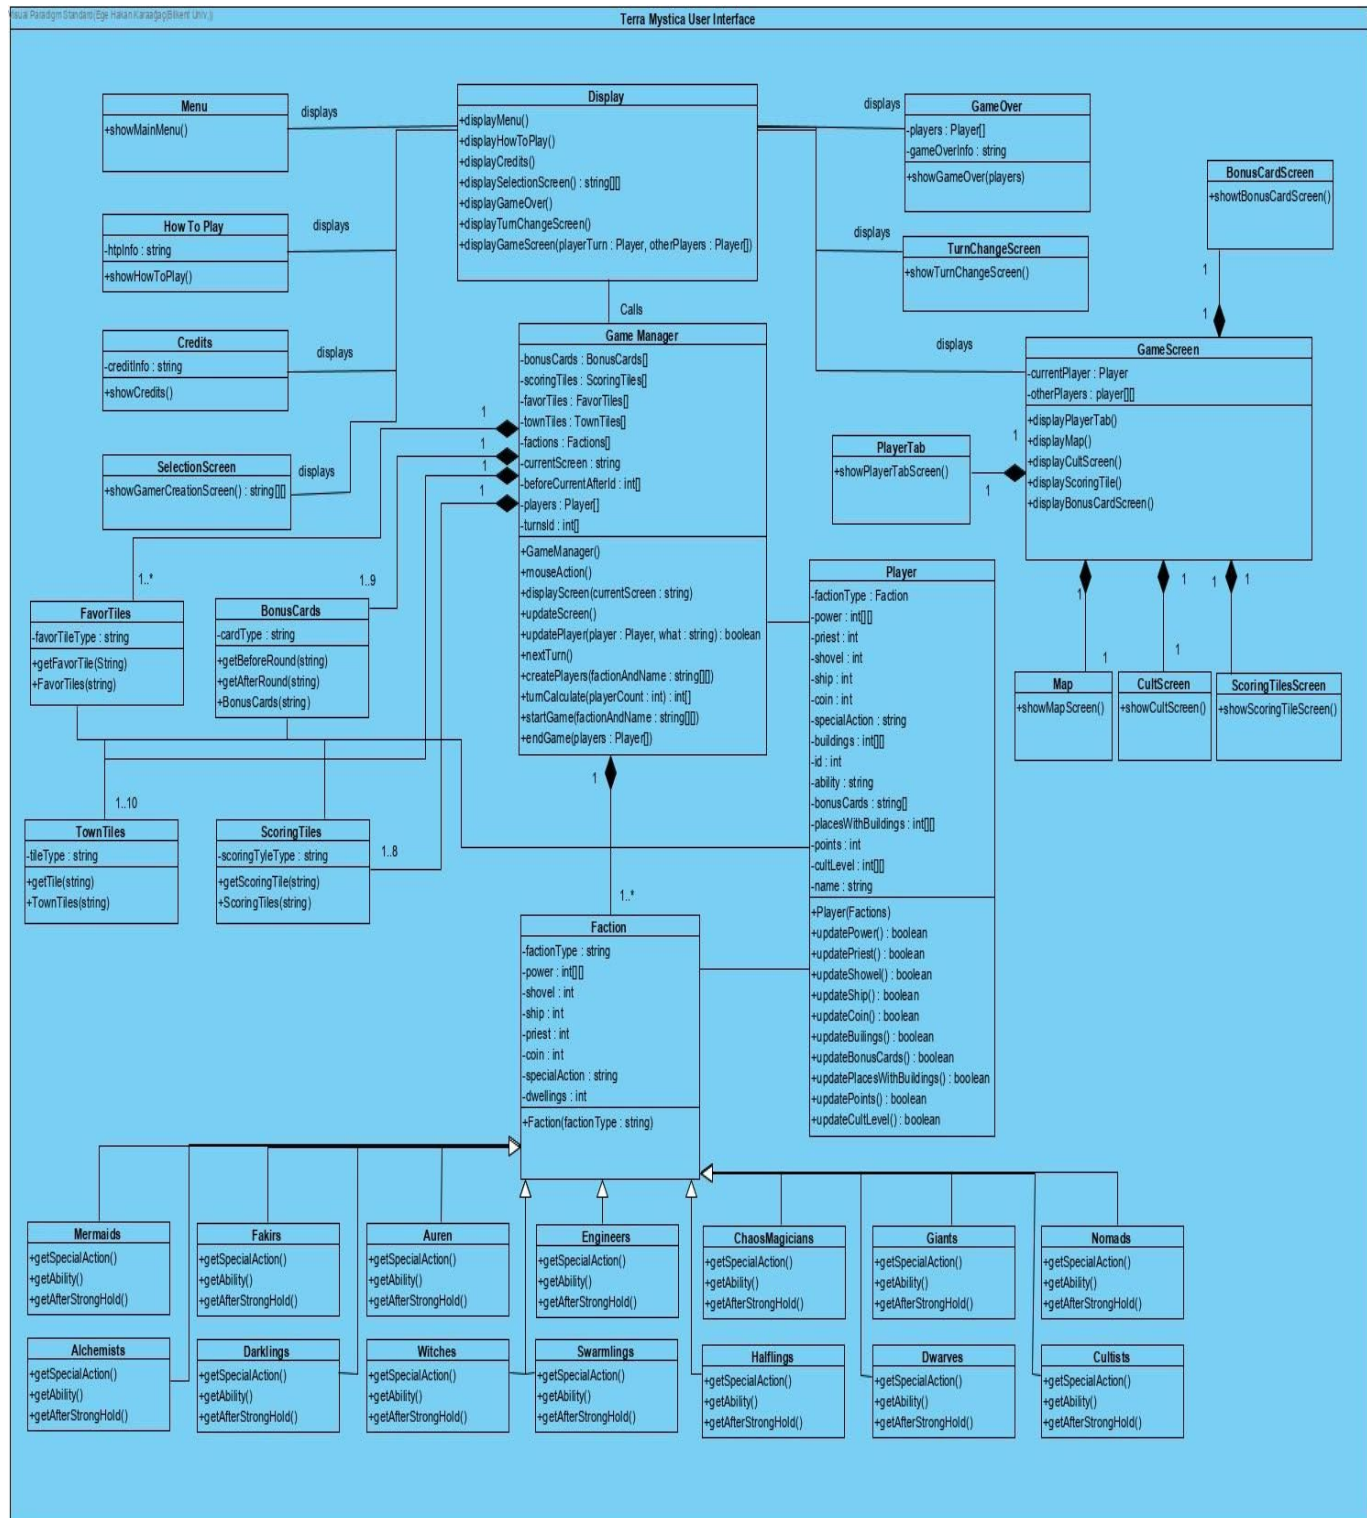 Visual Paradigm Standard(Ege Hakan Karaağaç(Bilkent Univ.))
Terra Mystica User Interface
Menu
+showMainMenu()
displays
Display
+displayMenu()
+displayHowToPlay()
+displayCredits()
+displaySelectionScreen() : string[][]
+displayGameOver()
+displayTurnChangeScreen()
+displayGameScreen(playerTurn : Player, otherPlayers : Player[])
displays
GameOver
-players : Player[]
-gameOverInfo : string
+showGameOver(players)
BonusCardScreen
+showtBonusCardScreen()
How To Play
-htpInfo : string
+showHowToPlay()
displays
displays
TurnChangeScreen
+showTurnChangeScreen()
1
1
Calls
Credits
-creditInfo : string
+showCredits()
displays
displays
GameScreen
-currentPlayer : Player
-otherPlayers : player[][]
+displayPlayerTab()
+displayMap()
+displayCultScreen()
+displayScoringTile()
+displayBonusCardScreen()
Game Manager
-bonusCards : BonusCards[]
-scoringTiles : ScoringTiles[]
-favorTiles : FavorTiles[]
-townTiles : TownTiles[]
-factions : Factions[]
-currentScreen : string
-beforeCurrentAfterId : int[]
-players : Player[]
-turnsId : int[]
+GameManager()
+mouseAction()
+displayScreen(currentScreen : string)
+updateScreen()
+updatePlayer(player : Player, what : string) : boolean
+nextTurn()
+createPlayers(factionAndName : string[][])
+turnCalculate(playerCount : int) : int[]
+startGame(factionAndName : string[][])
+endGame(players : Player[])
1
1
1
1
SelectionScreen
+showGamerCreationScreen() : string[][]
displays
PlayerTab
+showPlayerTabScreen()
1
1
1..*
1..9
FavorTiles
-favorTileType : string
+getFavorTile(String)
+FavorTiles(string)
BonusCards
-cardType : string
+getBeforeRound(string)
+getAfterRound(string)
+BonusCards(string)
Player
-factionType : Faction
-power : int[][]
-priest : int
-shovel : int
-ship : int
-coin : int
-specialAction : string
-buildings : int[][]
-id : int
-ability : string
-bonusCards : string[]
-placesWithBuildings : int[][]
-points : int
-cultLevel : int[][]
-name : string
+Player(Factions)
+updatePower() : boolean
+updatePriest() : boolean
+updateShowel() : boolean
+updateShip() : boolean
+updateCoin() : boolean
+updateBuilings() : boolean
+updateBonusCards() : boolean
+updatePlacesWithBuildings() : boolean
+updatePoints() : boolean
+updateCultLevel() : boolean
1
1
1
1
1
1
Map
+showMapScreen()
CultScreen
+showCultScreen()
ScoringTilesScreen
+showScoringTileScreen()
1
1..10
TownTiles
-tileType : string
+getTile(string)
+TownTiles(string)
ScoringTiles
-scoringTyleType : string
+getScoringTile(string)
+ScoringTiles(string)
1..8
1..*
Faction
-factionType : string
-power : int[][]
-shovel : int
-ship : int
-priest : int
-coin : int
-specialAction : string
-dwellings : int
+Faction(factionType : string)
Mermaids
+getSpecialAction()
+getAbility()
+getAfterStrongHold()
Fakirs
+getSpecialAction()
+getAbility()
+getAfterStrongHold()
Auren
+getSpecialAction()
+getAbility()
+getAfterStrongHold()
Engineers
+getSpecialAction()
+getAbility()
+getAfterStrongHold()
ChaosMagicians
+getSpecialAction()
+getAbility()
+getAfterStrongHold()
Giants
+getSpecialAction()
+getAbility()
+getAfterStrongHold()
Nomads
+getSpecialAction()
+getAbility()
+getAfterStrongHold()
Alchemists
+getSpecialAction()
+getAbility()
+getAfterStrongHold()
Darklings
+getSpecialAction()
+getAbility()
+getAfterStrongHold()
Witches
+getSpecialAction()
+getAbility()
+getAfterStrongHold()
Swarmlings
+getSpecialAction()
+getAbility()
+getAfterStrongHold()
Halflings
+getSpecialAction()
+getAbility()
+getAfterStrongHold()
Dwarves
+getSpecialAction()
+getAbility()
+getAfterStrongHold()
Cultists
+getSpecialAction()
+getAbility()
+getAfterStrongHold()